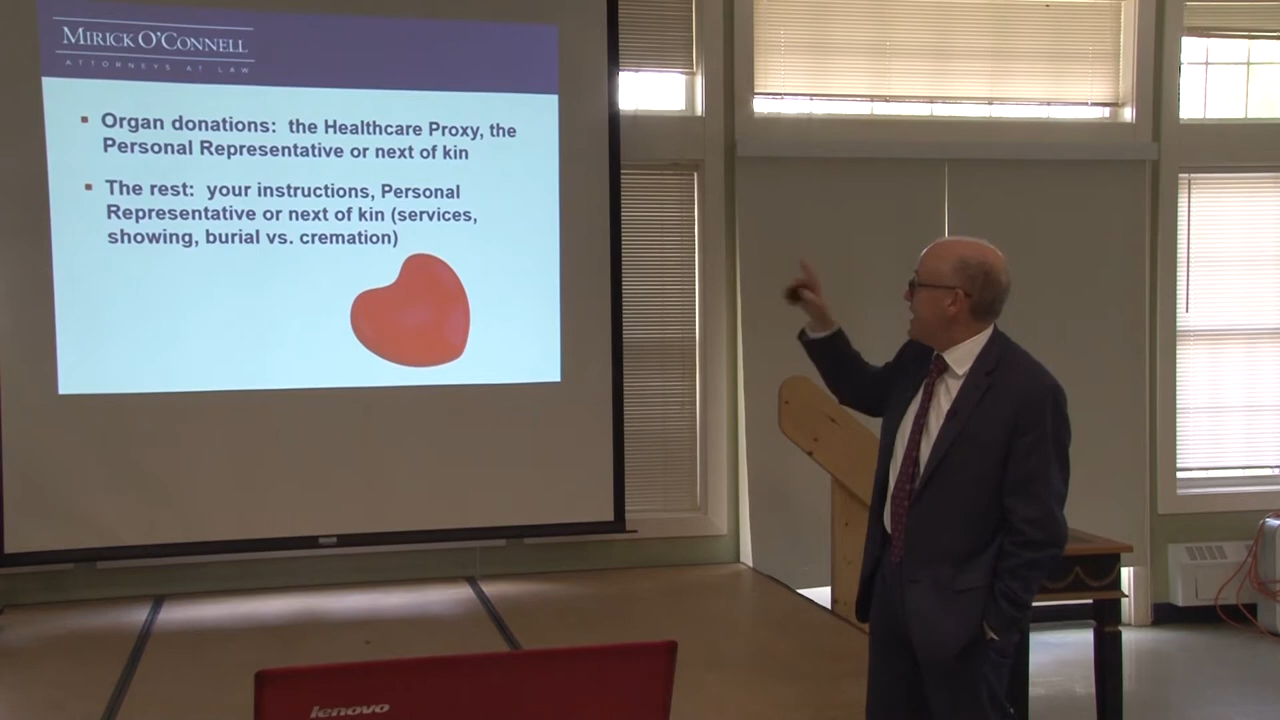 MIRICK O'CONNELL
ATTORNEYS AT LAW
Organ donations: the Healthcare Proxy, the
Personal Representative or next of kin
The rest: your instructions, Personal
Representative or next of kin (services,
showing, burial vs. cremation)
lenovo